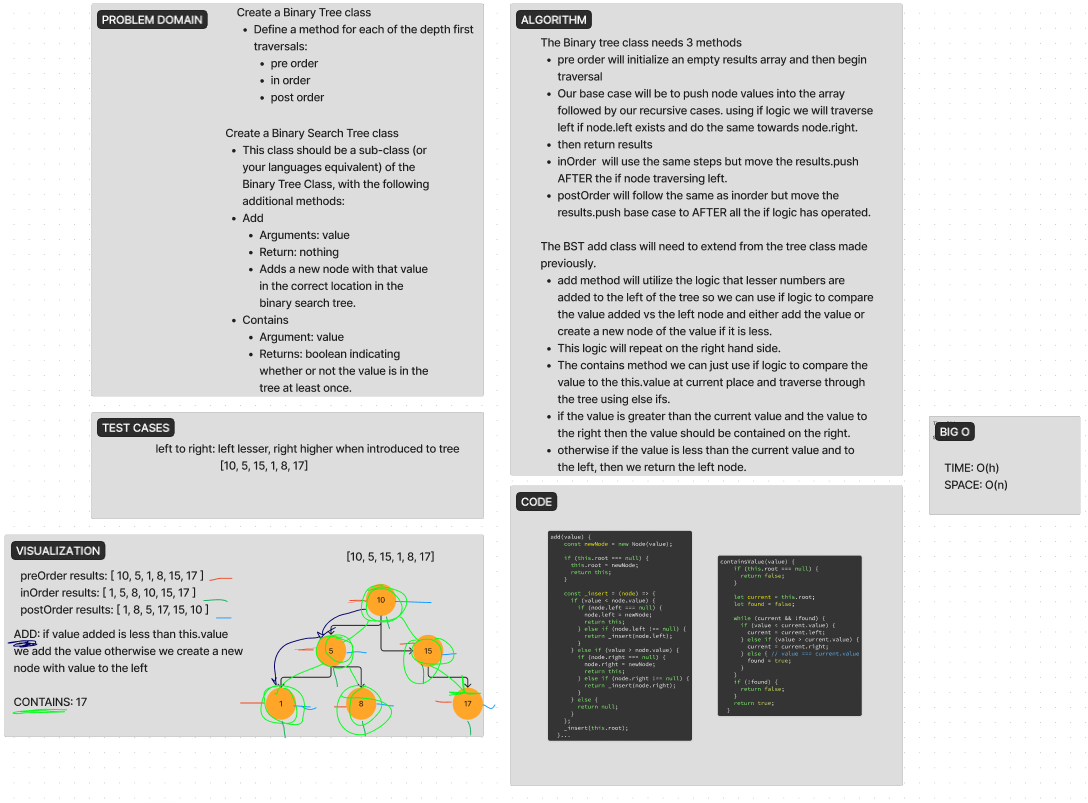 PROBLEM DOMAIN
Create a Binary Tree class
• Define a method for each of the depth first
traversals:
• pre order
• in order
• post order
Create a Binary Search Tree class
• This class should be a sub-class (or
your languages equivalent) of the
Binary Tree Class, with the following
additional methods:
• Add
• Arguments: value
• Return: nothing
• Adds a new node with that value
in the correct location in the
binary search tree.
• Contains
• Argument: value
• Returns: boolean indicating
whether or not the value is in the
tree at least once.
TEST CASES
left to right: left lesser, right higher when introduced to tree
[10, 5, 15, 1, 8, 17]
VISUALIZATION
[10, 5, 15, 1, 8, 17]
preOrder results: [ 10, 5, 1, 8, 15, 17 ]
inOrder results: [ 1, 5, 8, 10, 15, 17 ]
postOrder results: [ 1, 8, 5, 17, 15, 10 ]
ADD: if value added is less than this.value
we add the value otherwise we create a new
node with value to the left
CONTAINS: 17
10
5
15
1
8
17
ALGORITHM
The Binary tree class needs 3 methods
• pre order will initialize an empty results array and then begin
traversal
• Our base case will be to push node values into the array
followed by our recursive cases. using if logic we will traverse
left if node.left exists and do the same towards node.right.
• then return results
• inOrder will use the same steps but move the results.push
AFTER the if node traversing left.
• postOrder will follow the same as inorder but move the
results.push base case to AFTER all the if logic has operated.
The BST add class will need to extend from the tree class made
previously.
• add method will utilize the logic that lesser numbers are
added to the left of the tree so we can use if logic to compare
the value added vs the left node and either add the value or
create a new node of the value if it is less.
• This logic will repeat on the right hand side.
• The contains method we can just use if logic to compare the
value to the this.value at current place and traverse through
the tree using else ifs.
• if the value is greater than the current value and the value to
the right then the value should be contained on the right.
• otherwise if the value is less than the current value and to
the left, then we return the left node.
CODE
add(value) {
const newNode = new Node(value);
if (this.root === null) {
this.root = newNode;
return this;
}
const _insert = (node) => {
if (value < node.value) {
if (node.left === null) {
node.left = newNode;
return this;
} else if (node.left !== null) {
return _insert(node.left);
}
} else if (value > node.value) {
if (node.right === null) {
node.right = newNode;
return this;
} else if (node.right !== null) {
return _insert(node.right);
}
} else {
return null;
}
};
_insert(this.root);
}...
containsValue(value) {
if (this.root === null) {
return false;
}
let current = this.root;
let found = false;
while (current && !found) {
if (value < current.value) {
current = current.left;
} else if (value > current.value) {
current = current.right;
} else { // value === current.value
found = true;
}
if (!found) {
return false;
}
return true;
}
BIG O
TIME: O(h)
SPACE: O(n)